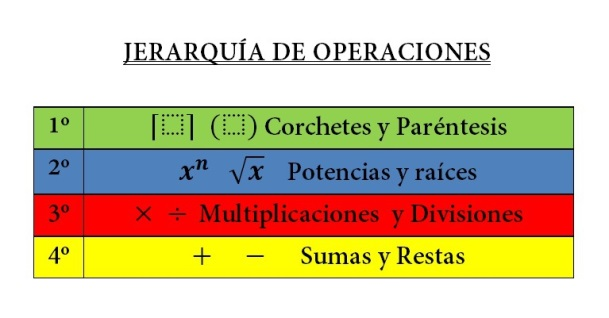 JERARQUÍA DE OPERACIONES
1º ⌈⬚⌉ (⬚) Corchetes y Paréntesis
2º xⁿ √x Potencias y raíces
3º × ÷ Multiplicaciones y Divisiones
4º + − Sumas y Restas